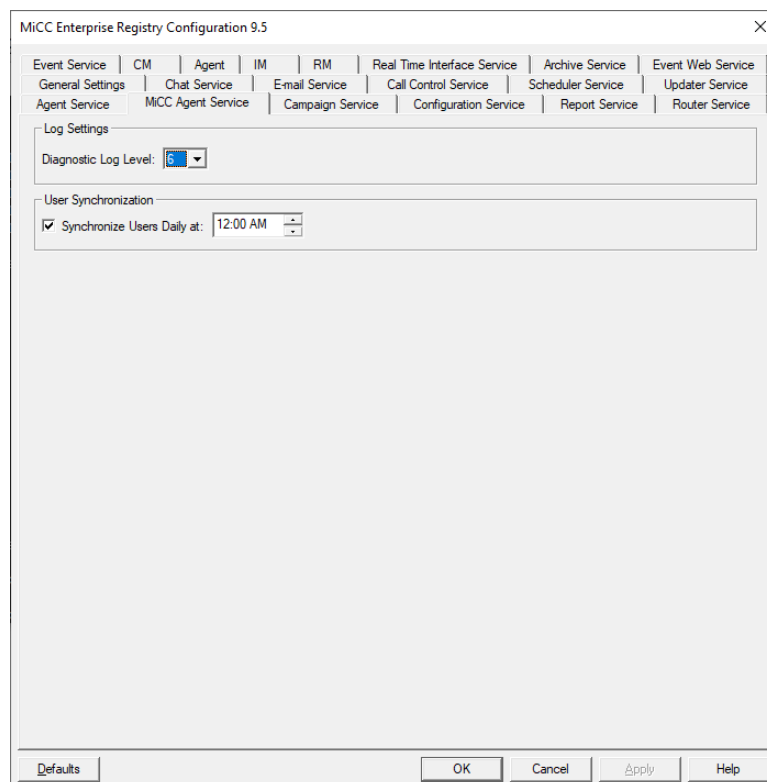 MiCC Enterprise Registry Configuration 9.5
Event Service CM Agent IM RM Real Time Interface Service Archive Service Event Web Service
General Settings Chat Service E-mail Service Call Control Service Scheduler Service Updater Service
Agent Service MiCC Agent Service Campaign Service Configuration Service Report Service Router Service
Log Settings
Diagnostic Log Level: 6
User Synchronization
Synchronize Users Daily at: 12:00 AM
Defaults OK Cancel Apply Help